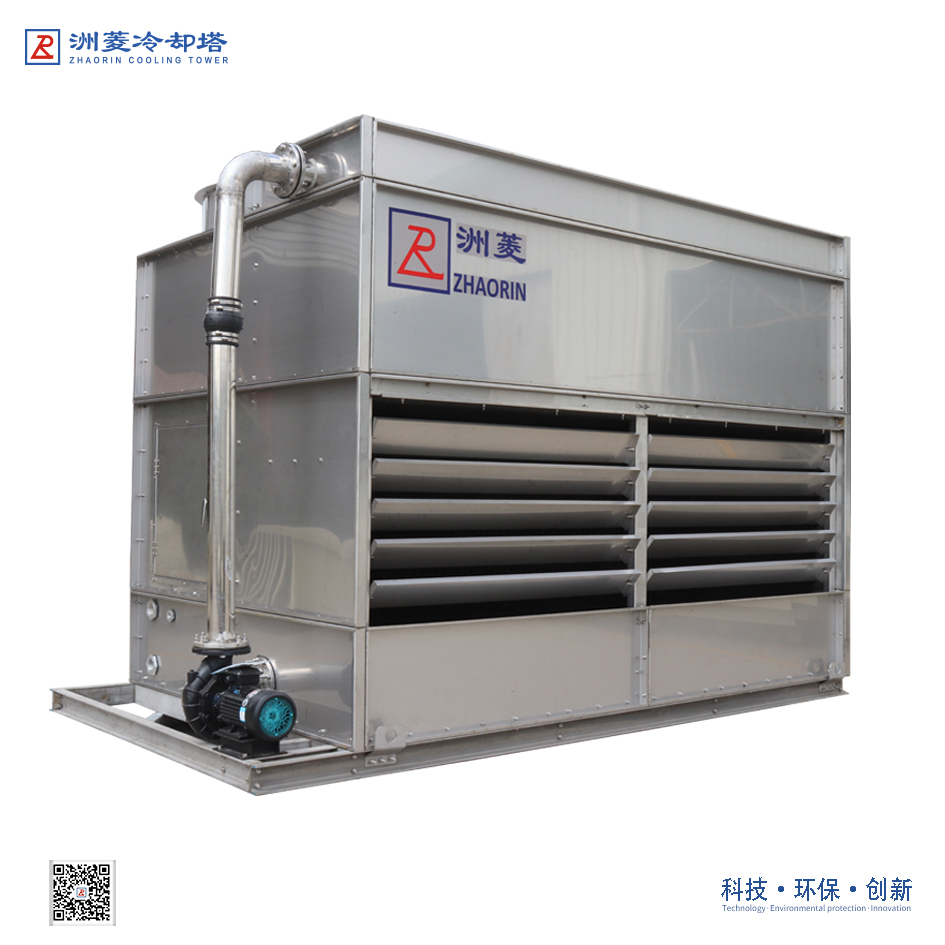 洲菱冷却塔
ZHAORIN COOLING TOWER
洲菱
ZHAORIN
科技·环保·创新
Technology·Environmental protection·Innovation